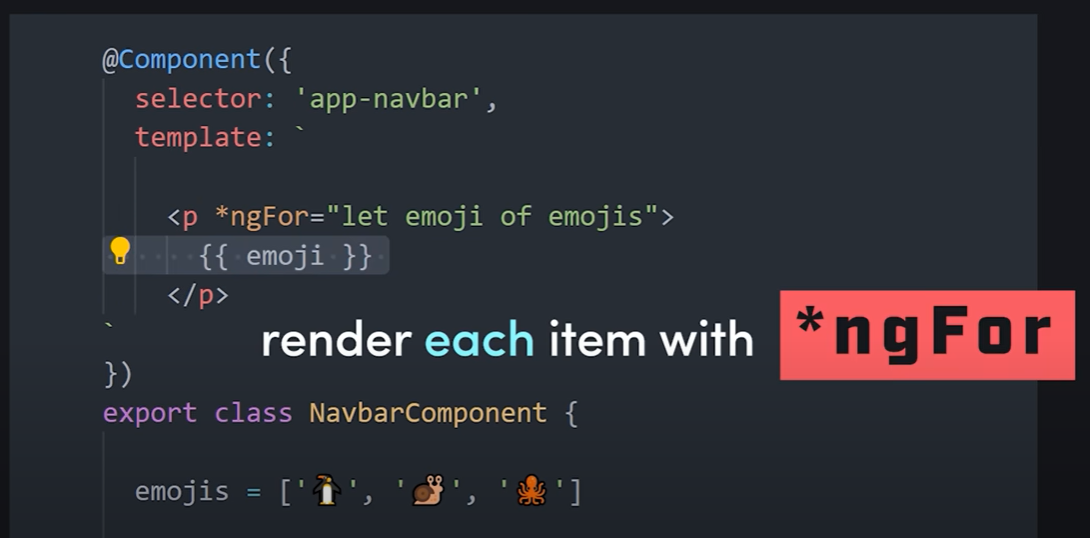 @Component({
selector: 'app-navbar',
template: `
<p *ngFor="let emoji of emojis">
{{ emoji }}
</p>
`
render each item with *ngFor
})
export class NavbarComponent {
emojis = ['🐧', '🐌', '🐙']